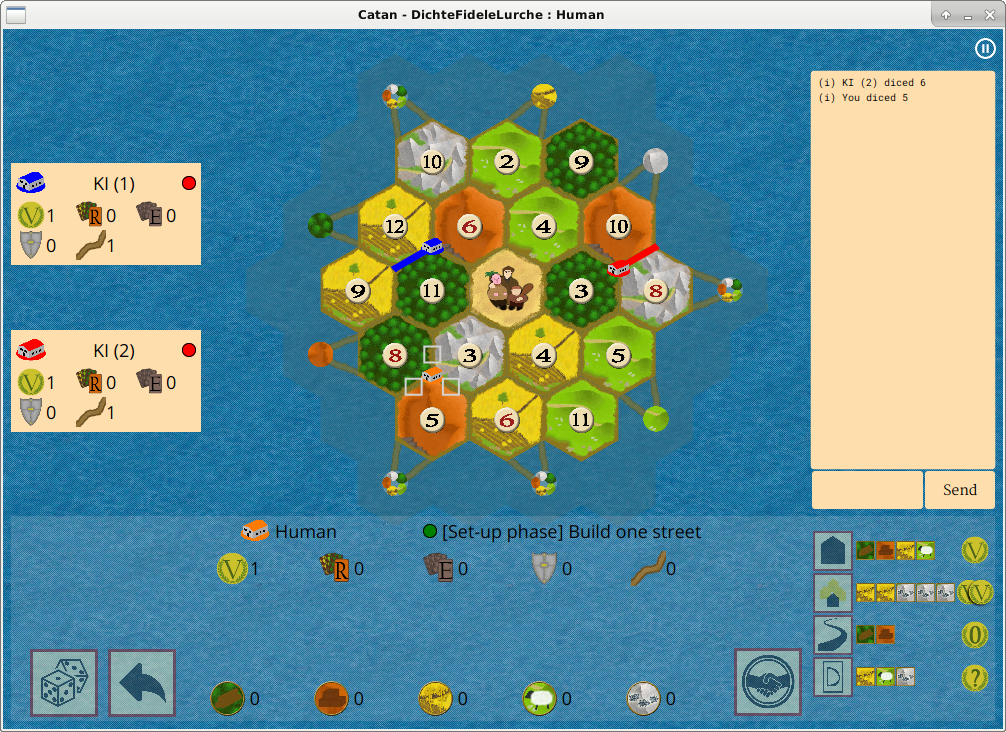 Catan - DichteFideleLurche : Human
(i) KI (2) diced 6
(i) You diced 5
KI (1)
V 1 R 0 E 0
0 1
KI (2)
V 1 R 0 E 0
0 1
10 2 9
12 6 4 10
9 11 3 8
8 3 4 5
5 6 11
Send
Human [Set-up phase] Build one street
V 1 R 0 E 0 0 0
V
VV
0
D ?
0 0 0 0 0